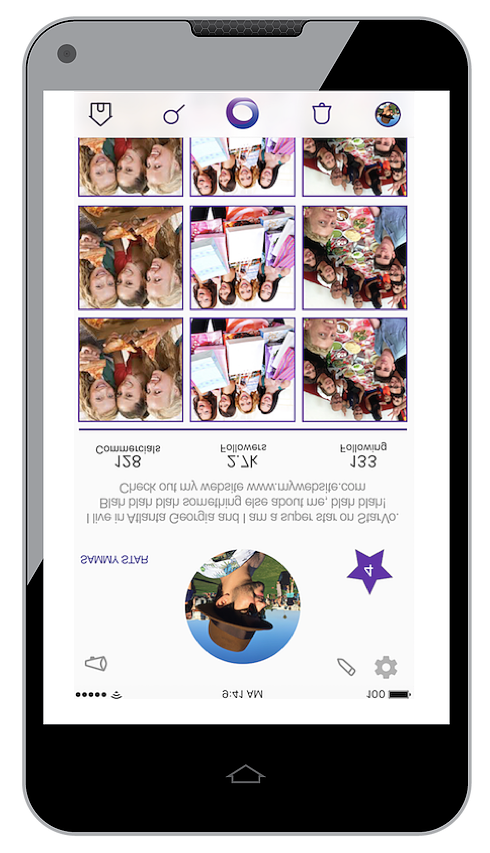 9:41 AM 100
4
SAMMY STAR
I live in Atlanta Georgia and I am a super star on StarVo.
Blah blah blah something else about me, blah blah!
Check out my website www.mywebsite.com
128 2.7k 133
Commercials Followers Following